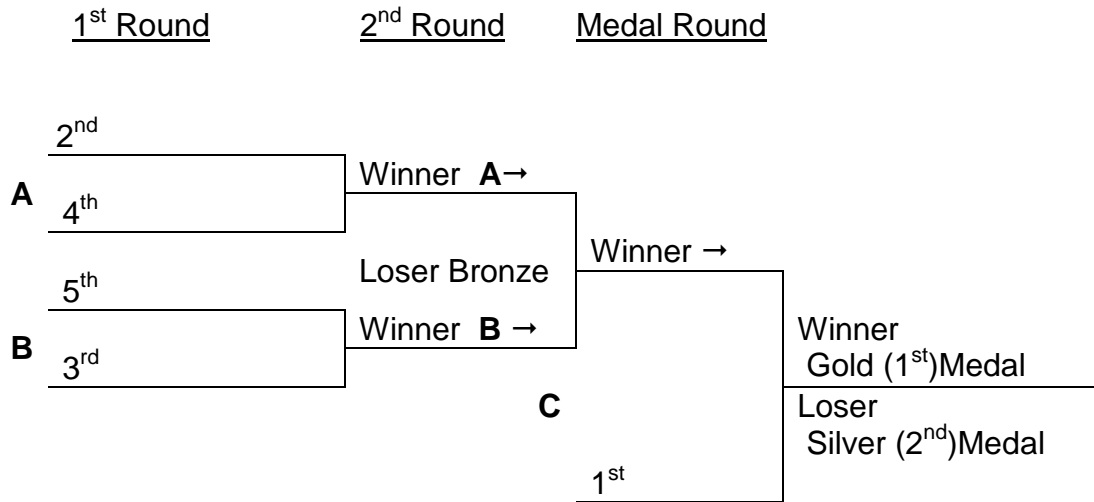 1st Round 2nd Round Medal Round
2nd
Winner A→
A
4th
Winner →
Loser Bronze
5th
Winner B →
Winner
B
3rd
Gold (1st)Medal
C
Loser
Silver (2nd)Medal
1st